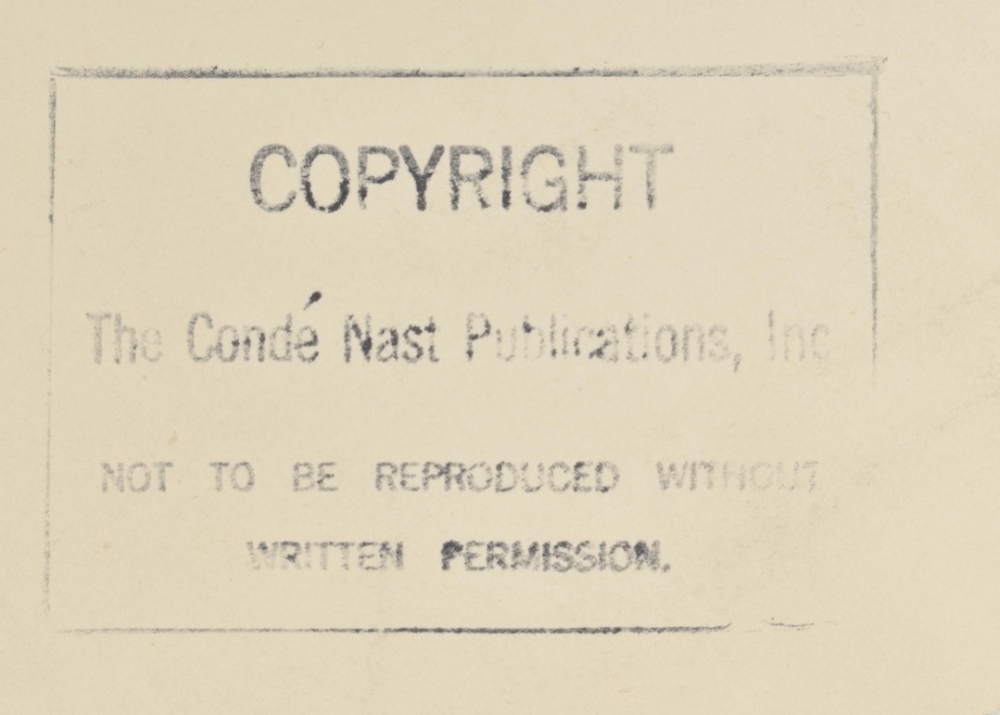 COPYRIGHT
The Condé Nast Publications, Inc
NOT TO BE REPRODUCED WITHOUT
WRITTEN PERMISSION.